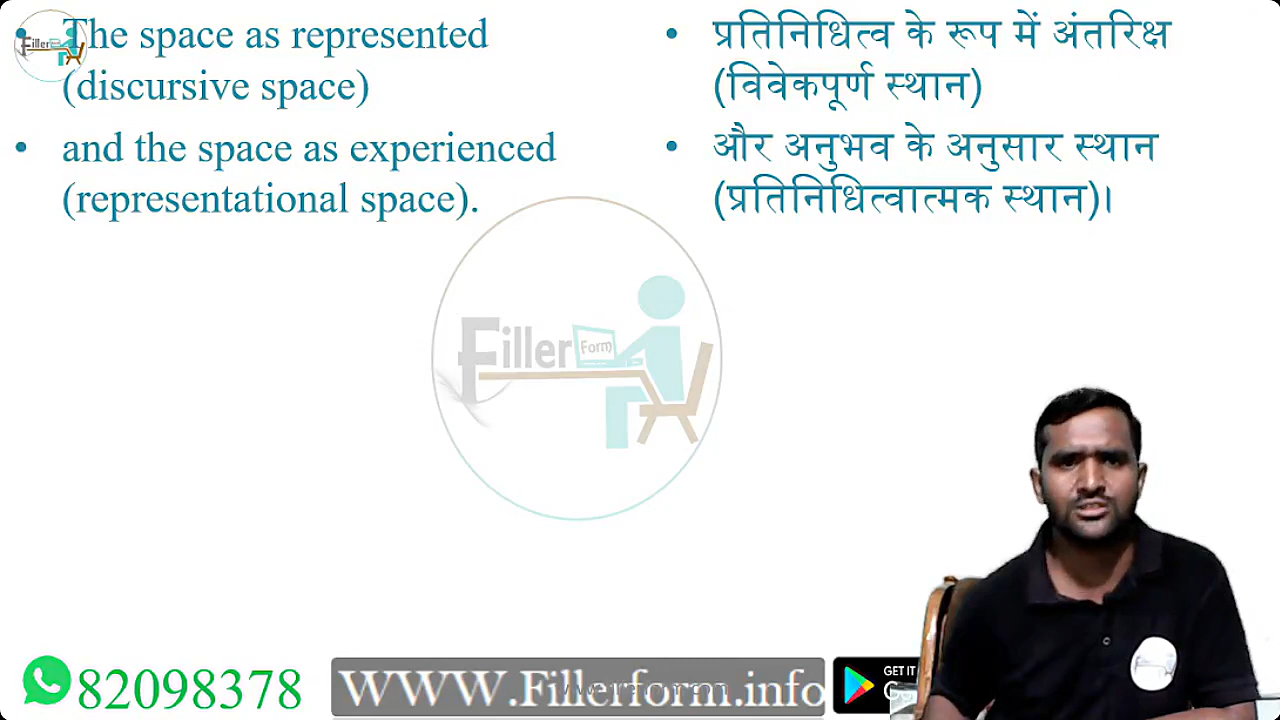 The space as represented
(discursive space)
and the space as experienced
(representational space).
प्रतिनिधित्व के रूप में अंतरिक्ष
(विवेकपूर्ण स्थान)
और अनुभव के अनुसार स्थान
(प्रतिनिधित्वात्मक स्थान)।
Filler
Filler Form
82098378
WWW.Fillerform.info
GET IT